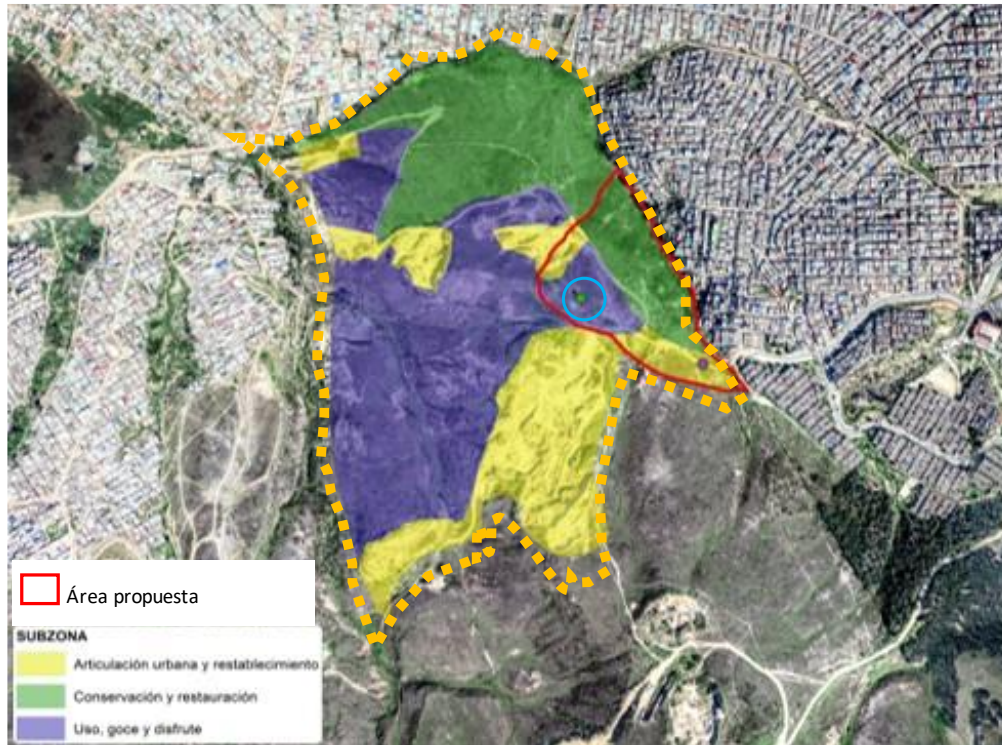 Área propuesta
SUBZONA
Articulación urbana y restablecimiento
Conservación y restauración
Uso, goce y disfrute